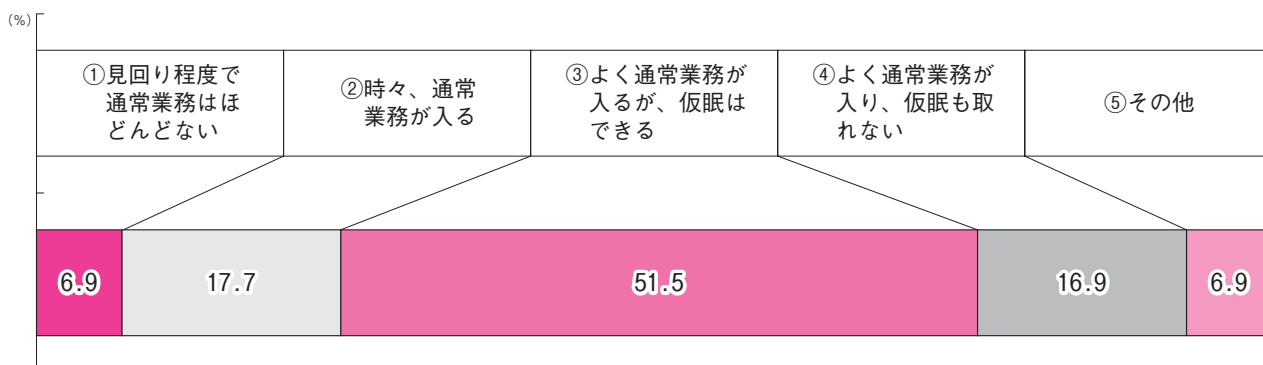 (%)
①見回り程度で
通常業務はほ
どんどない
②時々、通常
業務が入る
③よく通常業務が
入るが、仮眠は
できる
④よく通常業務が
入り、仮眠も取
れない
⑤その他
6.9
17.7
51.5
16.9
6.9